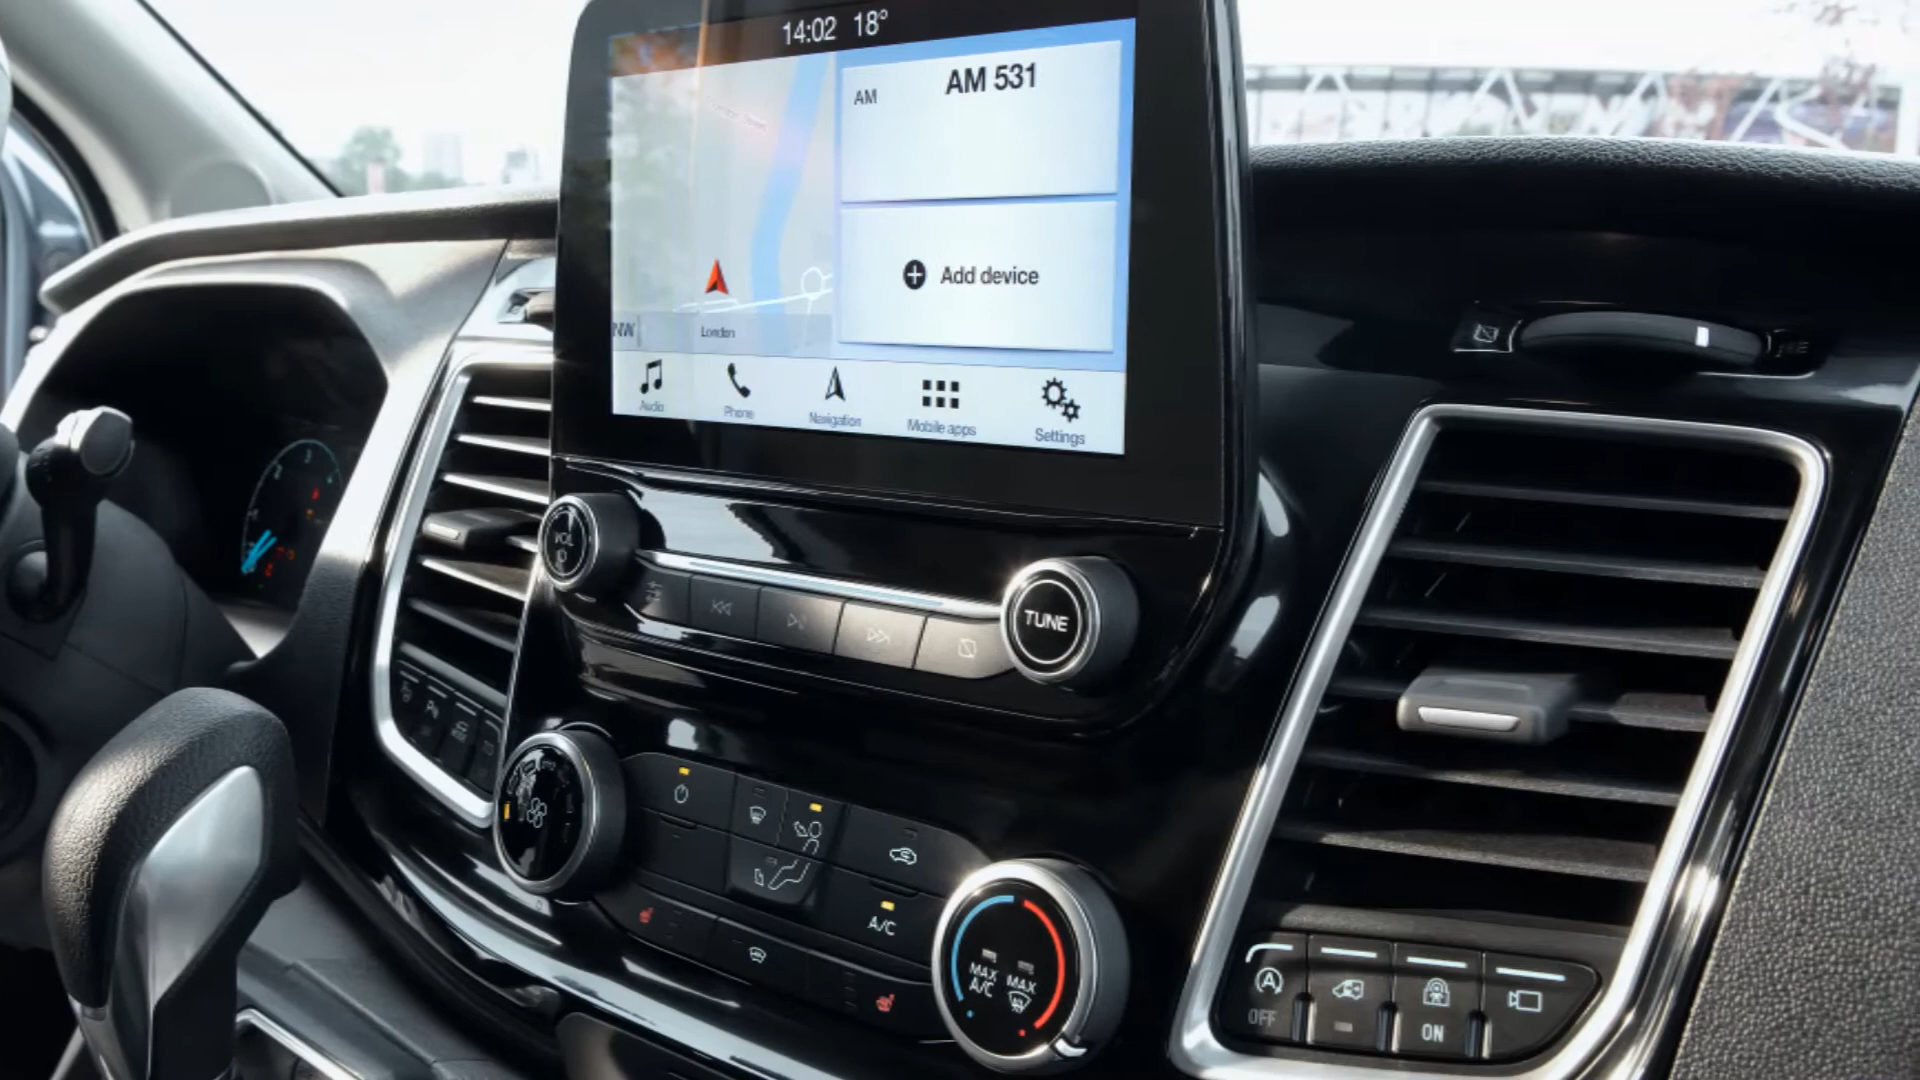 14:02 18°
AM
AM 531
Add device
NW
London
Audio
Phone
Navigation
Mobile apps
Settings
VOL
TUNE
A/C
MAX
A/C
MAX
A
OFF
ON